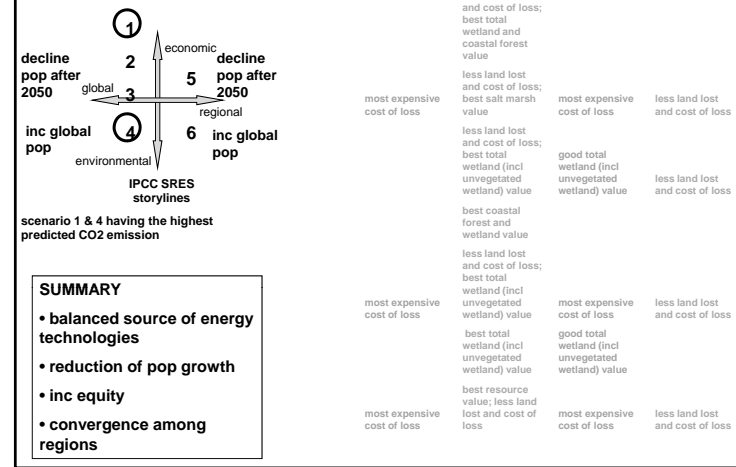 1
economic
decline
pop after
2050
2
5
decline
pop after
2050
global
3
regional
inc global
pop
4
6
inc global
pop
environmental
IPCC SRES
storylines
scenario 1 & 4 having the highest
predicted CO2 emission
SUMMARY
• balanced source of energy
technologies
• reduction of pop growth
• inc equity
• convergence among
regions
and cost of loss;
best total
wetland and
coastal forest
value
most expensive
cost of loss
less land lost
and cost of loss;
best salt marsh
value
most expensive
cost of loss
less land lost
and cost of loss
less land lost
and cost of loss;
best total
wetland (incl
unvegetated
wetland) value
good total
wetland (incl
unvegetated
wetland) value
less land lost
and cost of loss
best coastal
forest and
wetland value
most expensive
cost of loss
less land lost
and cost of loss;
best total
wetland (incl
unvegetated
wetland) value
most expensive
cost of loss
less land lost
and cost of loss
best total
wetland (incl
unvegetated
wetland) value
good total
wetland (incl
unvegetated
wetland) value
most expensive
cost of loss
best resource
value; less land
lost and cost of
loss
most expensive
cost of loss
less land lost
and cost of loss